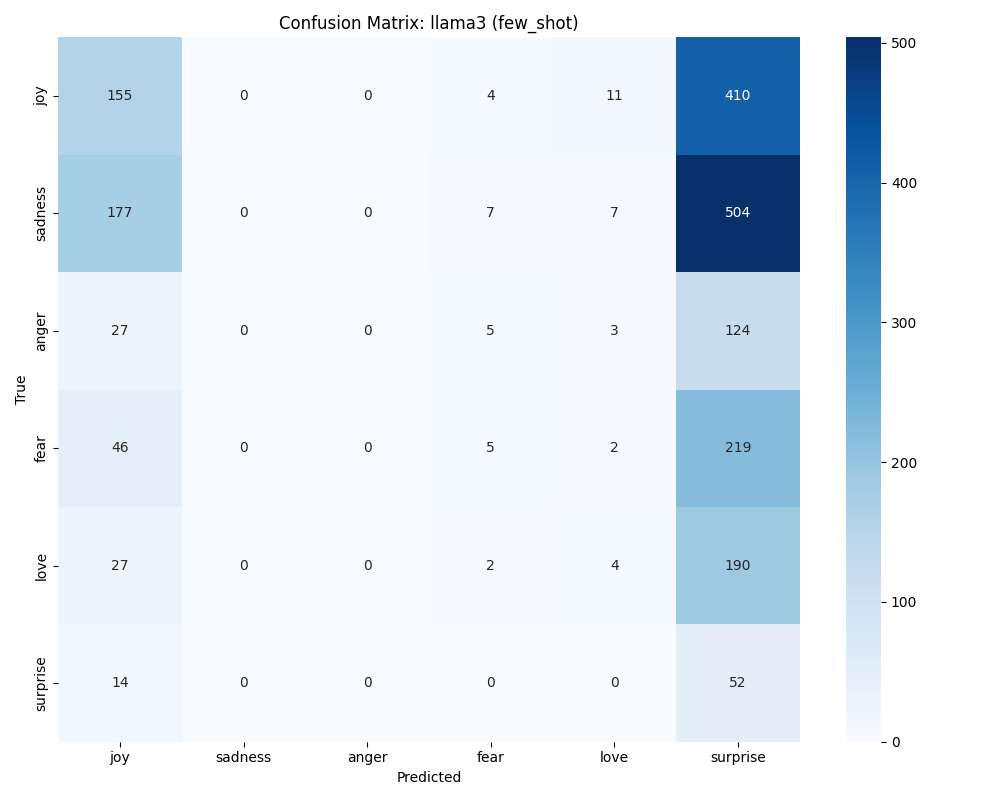 Confusion Matrix: llama3 (few_shot)
joy 155 0 0 4 11 410
sadness 177 0 0 7 7 504
anger 27 0 0 5 3 124
fear 46 0 0 5 2 219
love 27 0 0 2 4 190
surprise 14 0 0 0 0 52
joy sadness anger fear love surprise
Predicted
True
500
400
300
200
100
0